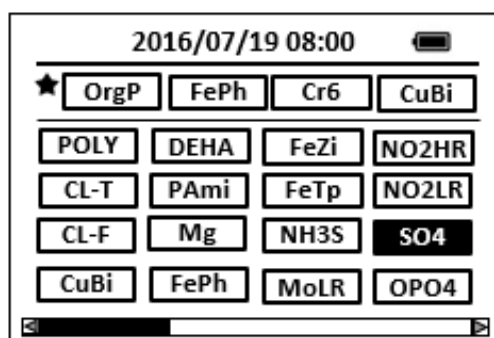 2016/07/19 08:00
OrgP FePh Cr6 CuBi
POLY DEHA FeZi NO2HR
CL-T PAmi FeTp NO2LR
CL-F Mg NH3S SO4
CuBi FePh MoLR OPO4